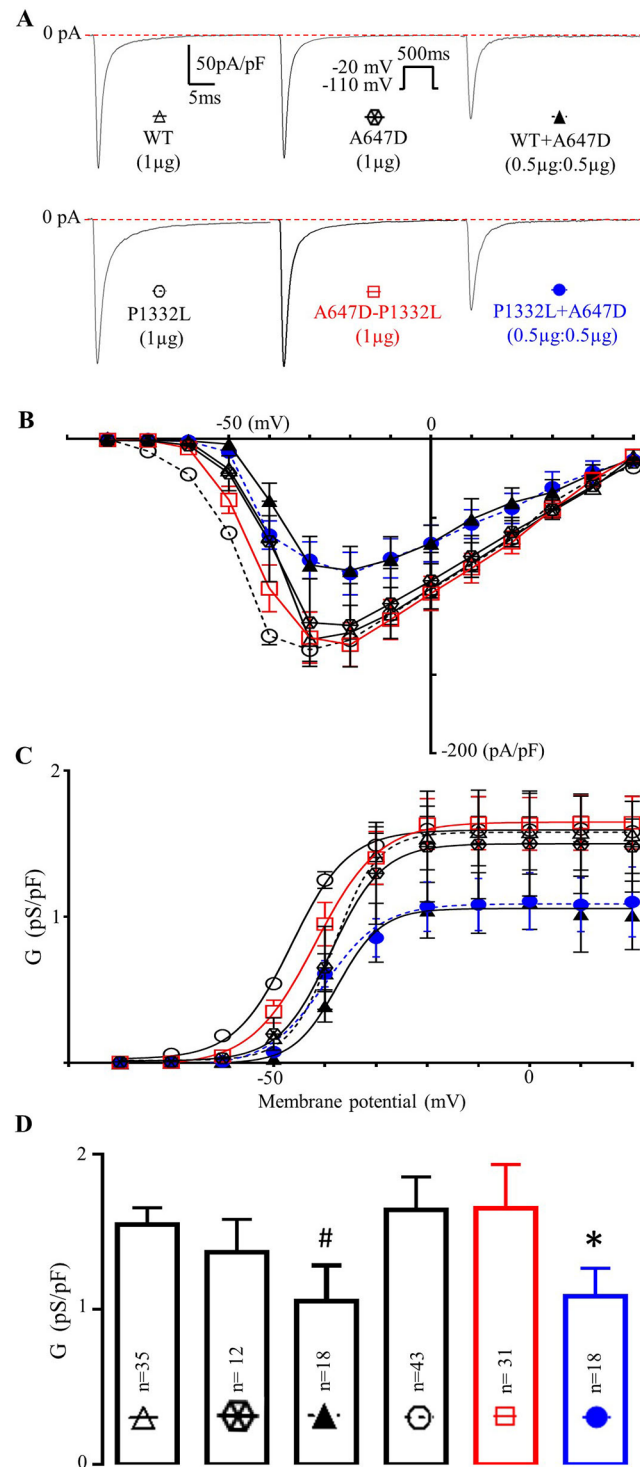 A
0 pA
50pA/pF
5ms
500ms
-20 mV
-110 mV
WT
(1µg)
A647D
(1µg)
WT+A647D
(0.5µg:0.5µg)
0 pA
P1332L
(1µg)
A647D-P1332L
(1µg)
P1332L+A647D
(0.5µg:0.5µg)
B
-50 (mV)
0
-200 (pA/pF)
C
2
1
G (pS/pF)
-50
0
Membrane potential (mV)
D
2
1
0
G (pS/pF)
#
*
n=35
n= 12
n=18
n=43
n= 31
n=18